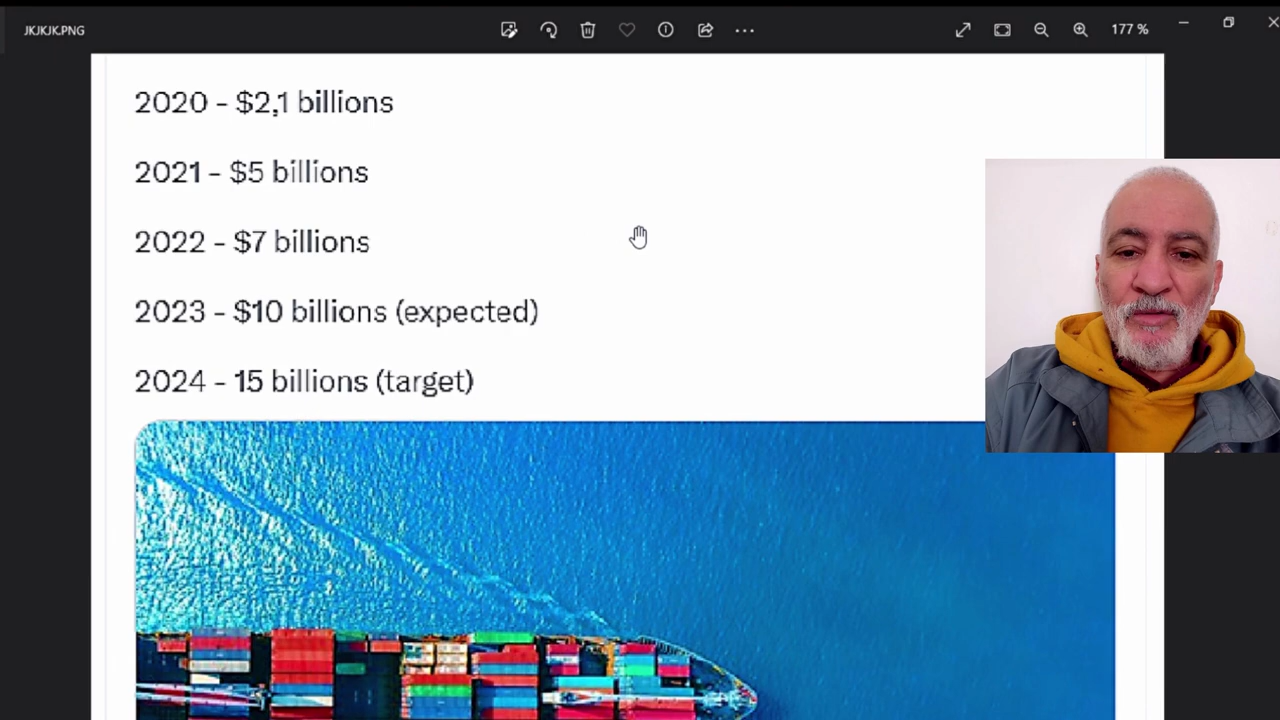 JKJKJK.PNG
177 %
2020 - $2,1 billions
2021 - $5 billions
2022 - $7 billions
2023 - $10 billions (expected)
2024 - 15 billions (target)